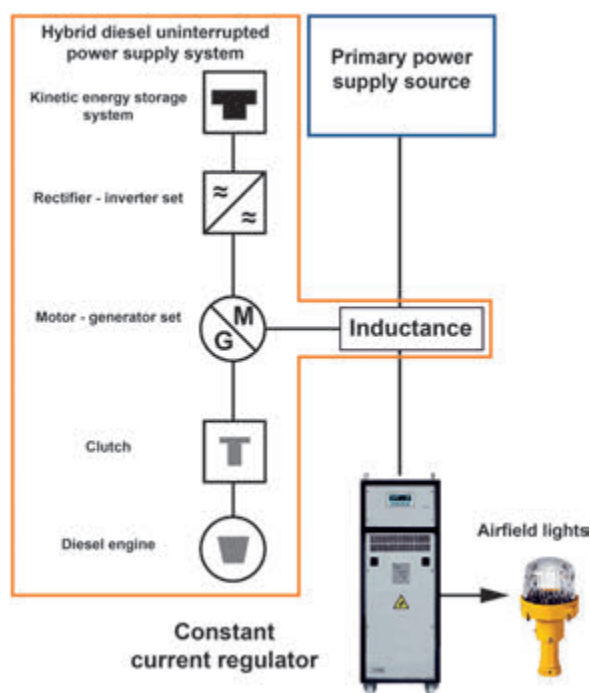 Hybrid diesel uninterrupted
power supply system
Primary power
supply source
Kinetic energy storage
system
Rectifier - inverter set
Motor - generator set
M
G
Inductance
Clutch
Diesel engine
Airfield lights
Constant
current regulator